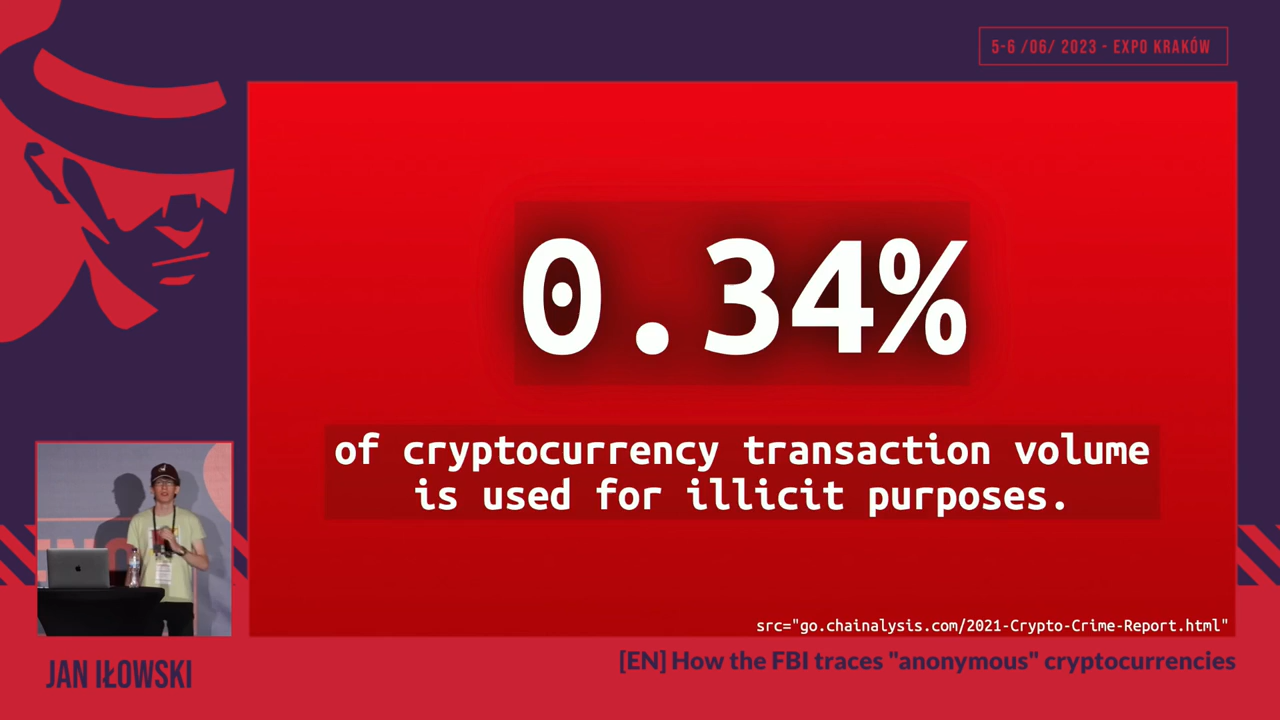 5-6 /06/ 2023 - EXPO KRAKÓW
0.34%
of cryptocurrency transaction volume
is used for illicit purposes.
src="go.chainalysis.com/2021-Crypto-Crime-Report.html"
JAN IŁOWSKI
[EN] How the FBI traces "anonymous" cryptocurrencies